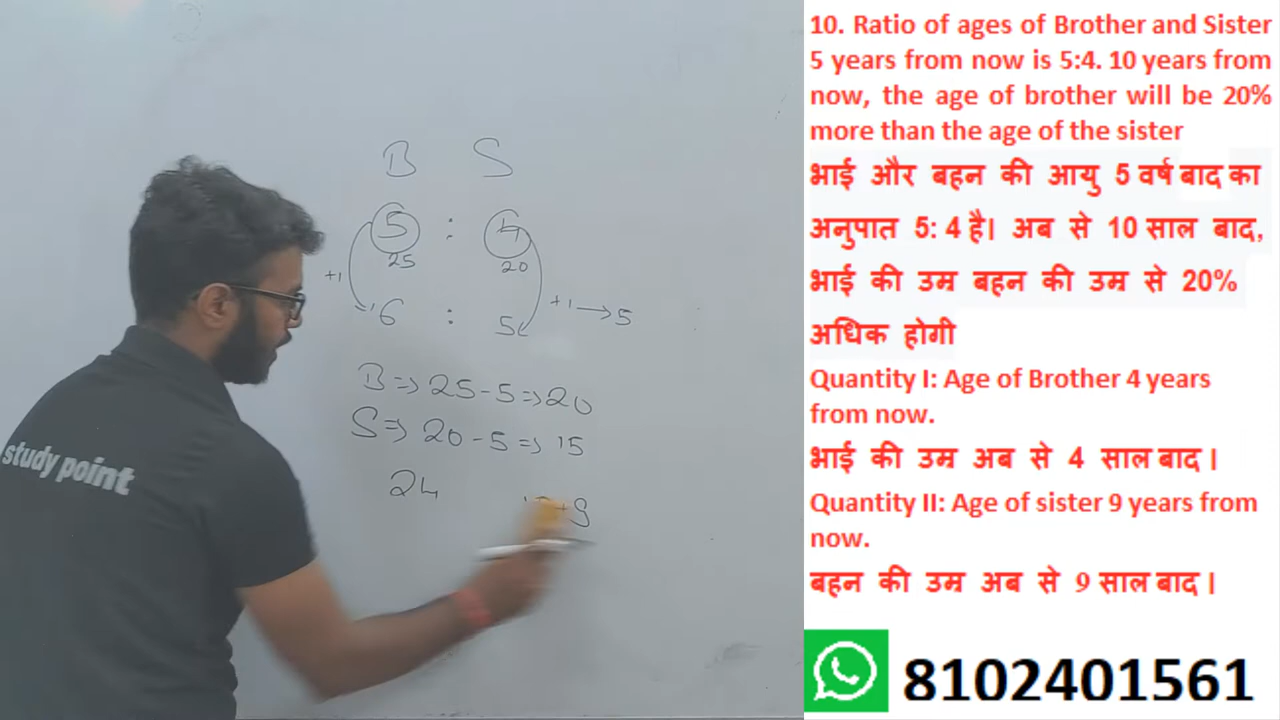 B S
5 : 4
25 20
+1
6 : 5
+1 → 5
B => 25 - 5 => 20
S => 20 - 5 => 15
24
+9
study point
10. Ratio of ages of Brother and Sister
5 years from now is 5:4. 10 years from
now, the age of brother will be 20%
more than the age of the sister
भाई और बहन की आयु 5 वर्ष बाद का
अनुपात 5: 4 है। अब से 10 साल बाद,
भाई की उम्र बहन की उम्र से 20%
अधिक होगी
Quantity I: Age of Brother 4 years
from now.
भाई की उम्र अब से 4 साल बाद।
Quantity II: Age of sister 9 years from
now.
बहन की उम्र अब से 9 साल बाद।
8102401561